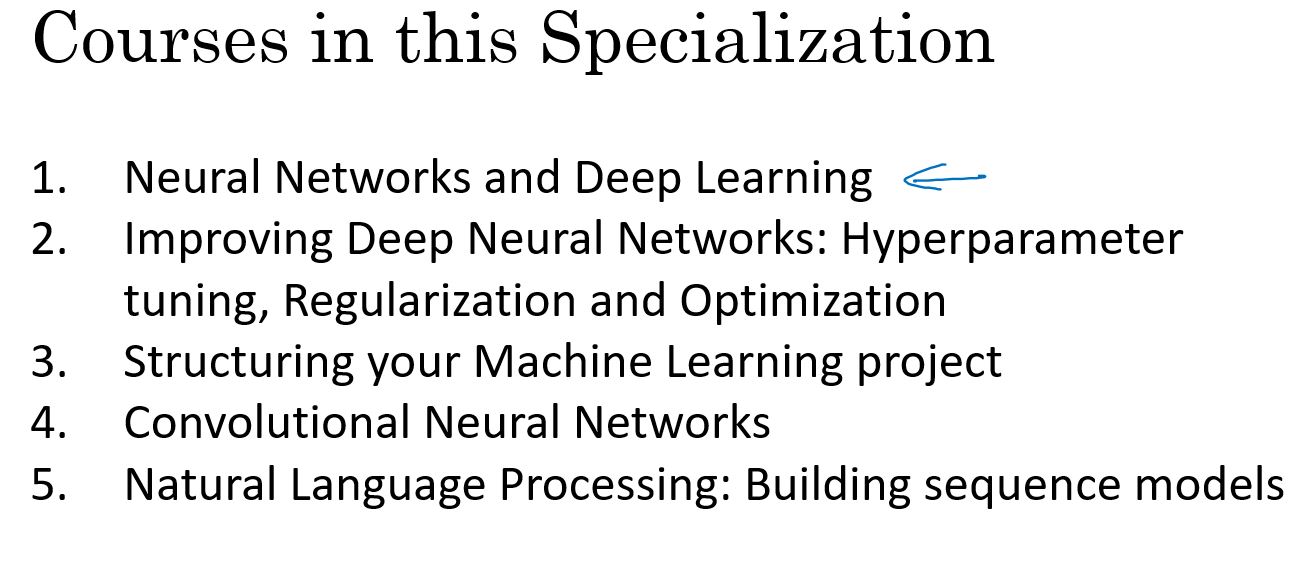 Courses in this Specialization
1. Neural Networks and Deep Learning
2. Improving Deep Neural Networks: Hyperparameter
tuning, Regularization and Optimization
3. Structuring your Machine Learning project
4. Convolutional Neural Networks
5. Natural Language Processing: Building sequence models